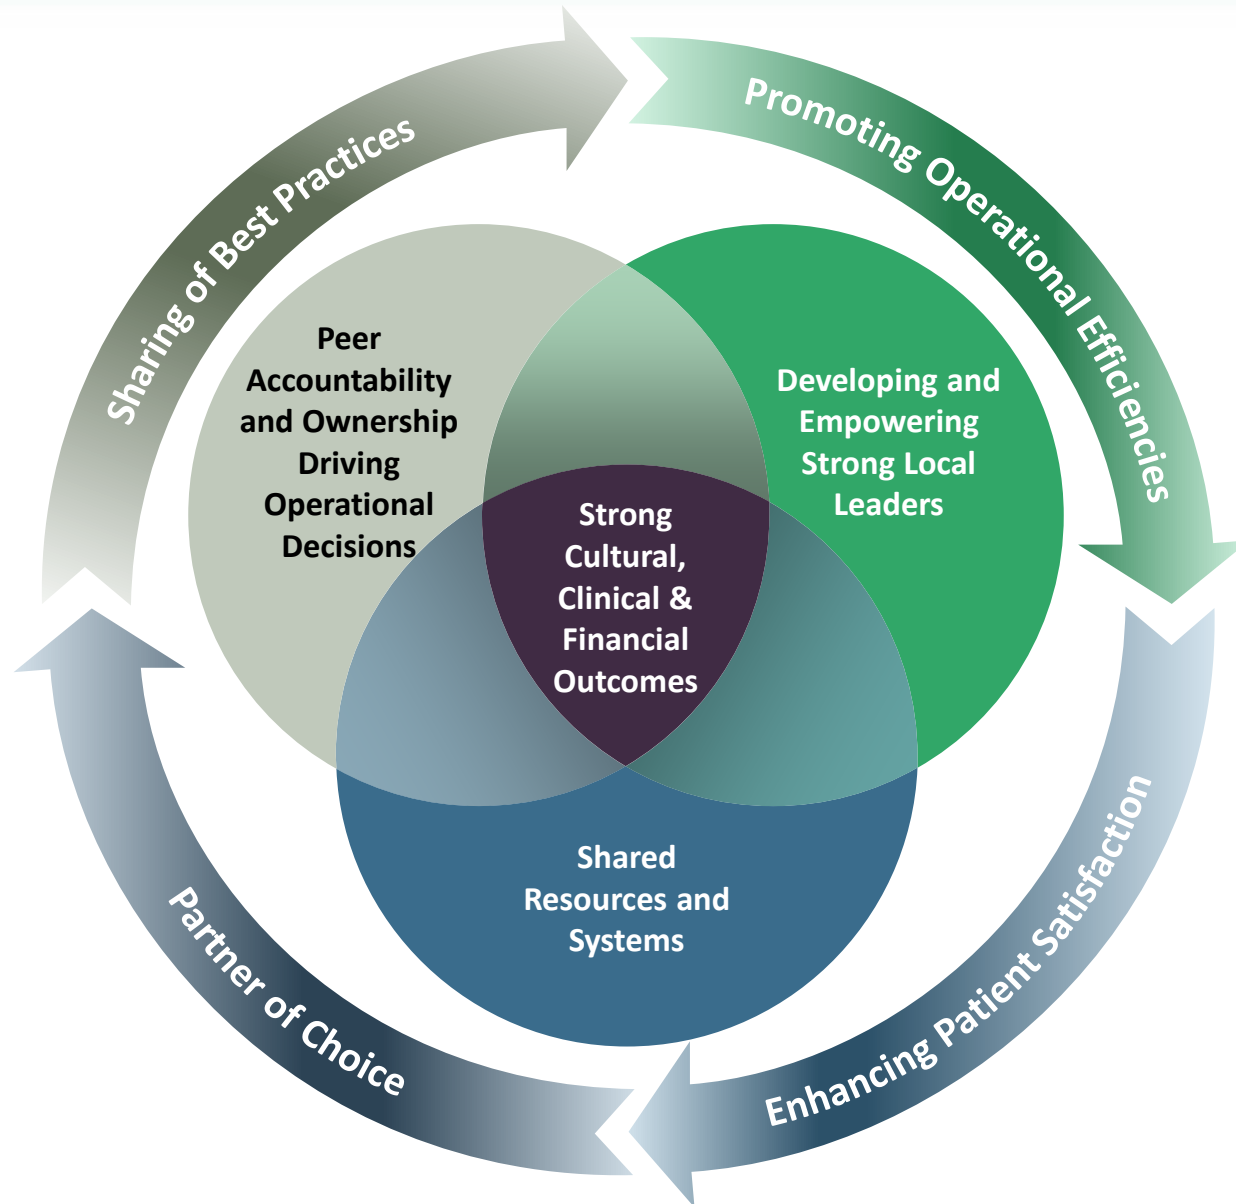 Sharing of Best Practices
Promoting Operational Efficiencies
Peer
Accountability
and Ownership
Driving
Operational
Decisions
Developing and
Empowering
Strong Local
Leaders
Strong
Cultural,
Clinical &
Financial
Outcomes
Shared
Resources and
Systems
Partner of Choice
Enhancing Patient Satisfaction